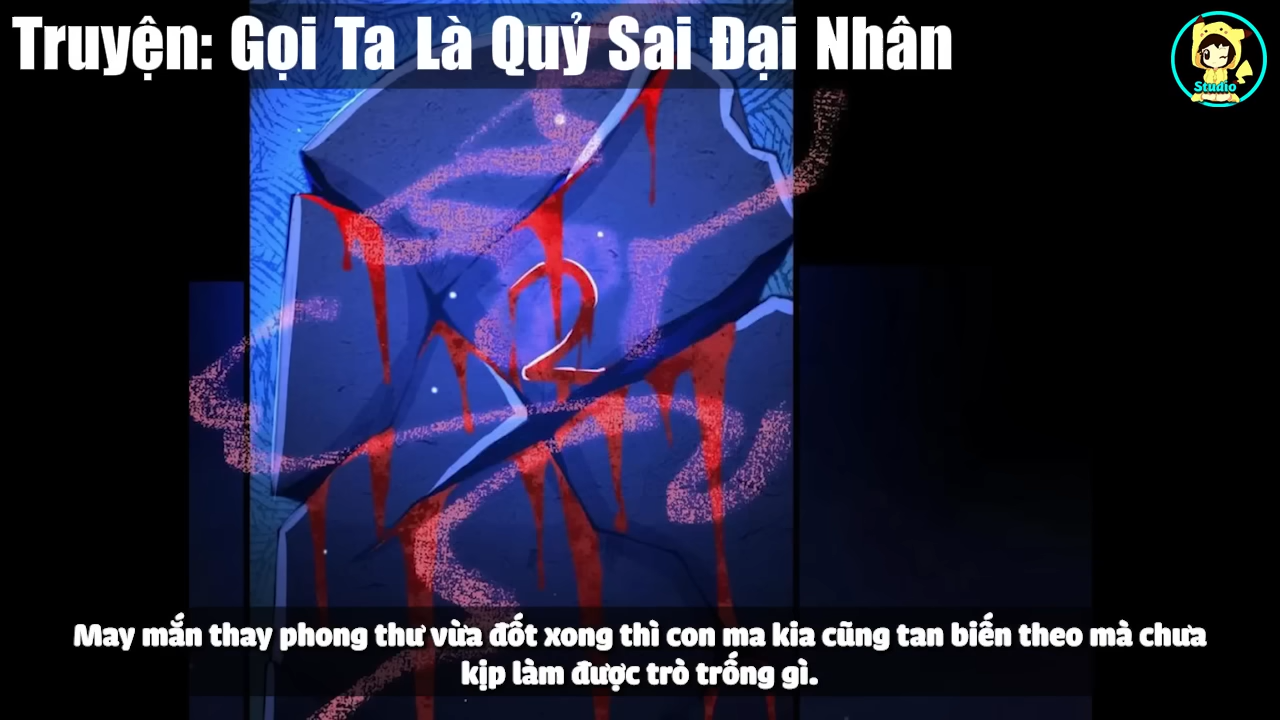 Truyện: Gọi Ta Là Quỷ Sai Đại Nhân
Studio
2
May mắn thay phong thư vừa đốt xong thì con ma kia cũng tan biến theo mà chưa
kịp làm được trò trống gì.